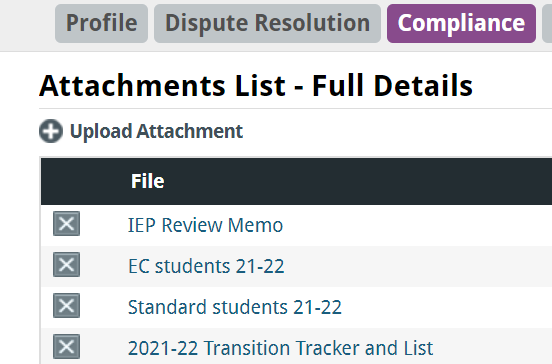 Profile Dispute Resolution Compliance
Attachments List - Full Details
Upload Attachment
File
IEP Review Memo
EC students 21-22
Standard students 21-22
2021-22 Transition Tracker and List